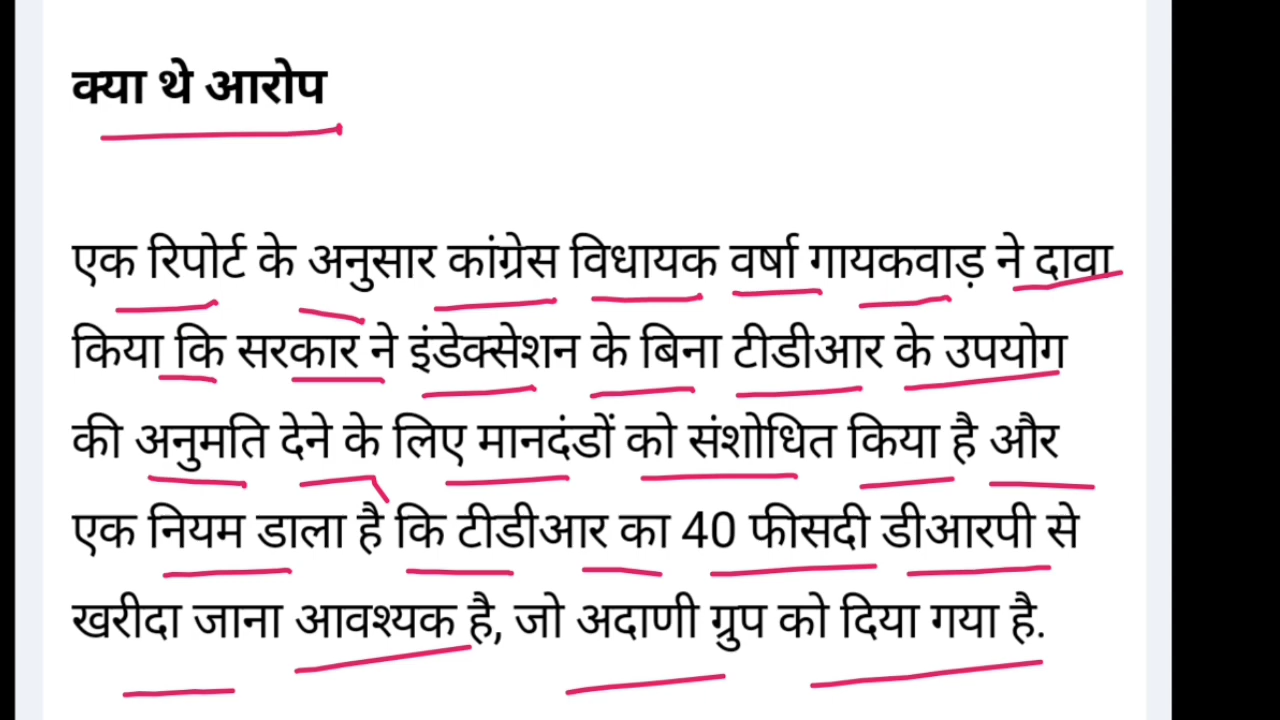 क्या थे आरोप
एक रिपोर्ट के अनुसार कांग्रेस विधायक वर्षा गायकवाड़ ने दावा
किया कि सरकार ने इंडेक्सेशन के बिना टीडीआर के उपयोग
की अनुमति देने के लिए मानदंडों को संशोधित किया है और
एक नियम डाला है कि टीडीआर का 40 फीसदी डीआरपी से
खरीदा जाना आवश्यक है, जो अदाणी ग्रुप को दिया गया है.